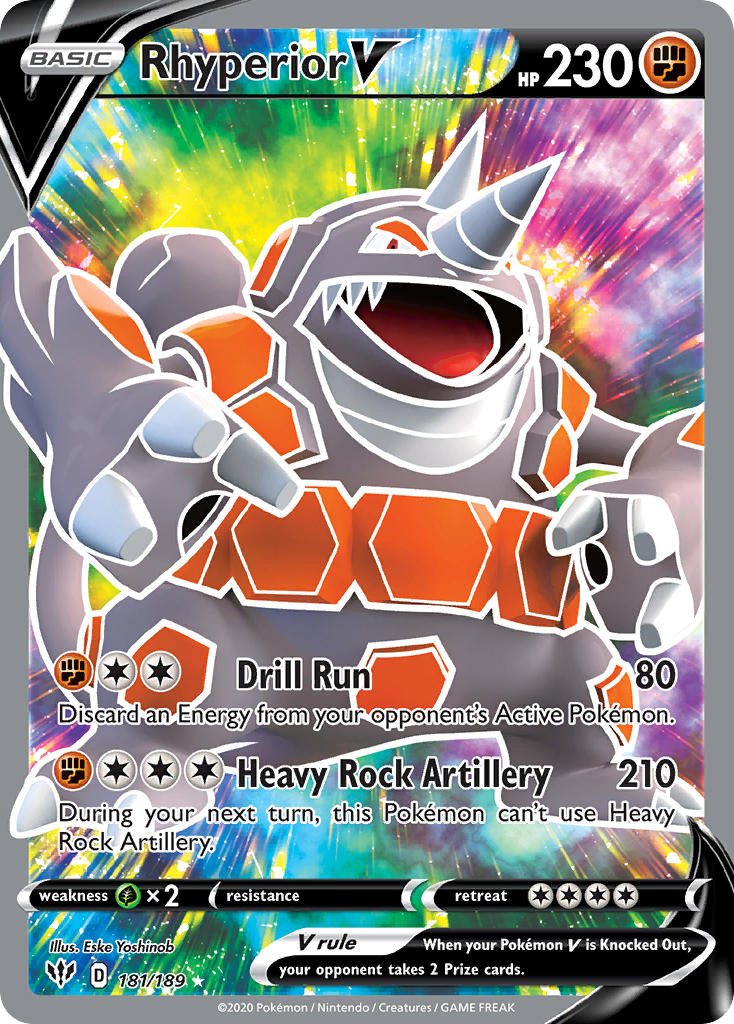 BASIC
Rhyperior V
HP 230
Drill Run 80
Discard an Energy from your opponent's Active Pokémon.
Heavy Rock Artillery 210
During your next turn, this Pokémon can't use Heavy
Rock Artillery.
weakness ×2 resistance retreat
Illus. Eske Yoshinob
V rule When your Pokémon V is Knocked Out,
your opponent takes 2 Prize cards.
D 181/189 ★
©2020 Pokémon / Nintendo / Creatures / GAME FREAK